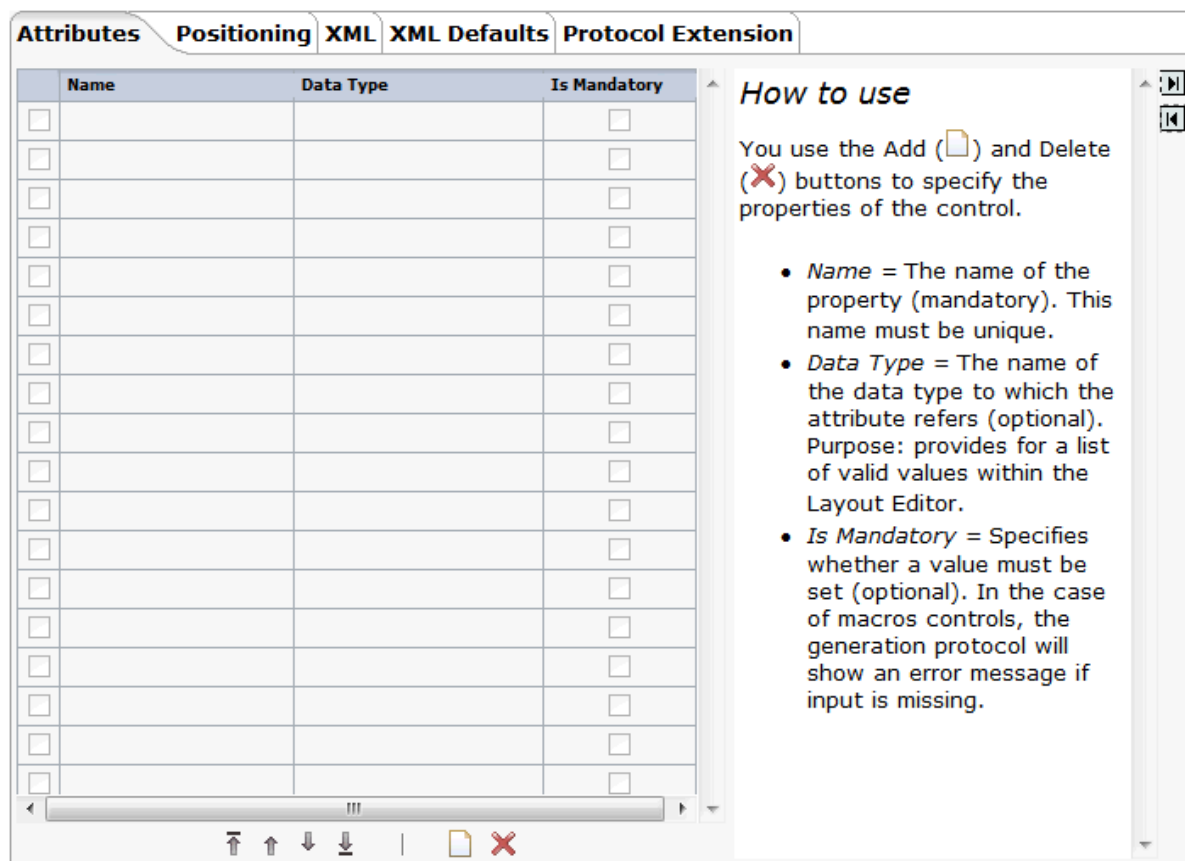 Attributes Positioning XML XML Defaults Protocol Extension
Name Data Type Is Mandatory
How to use
You use the Add ( ) and Delete
( ) buttons to specify the
properties of the control.
• Name = The name of the
property (mandatory). This
name must be unique.
• Data Type = The name of
the data type to which the
attribute refers (optional).
Purpose: provides for a list
of valid values within the
Layout Editor.
• Is Mandatory = Specifies
whether a value must be
set (optional). In the case
of macros controls, the
generation protocol will
show an error message if
input is missing.